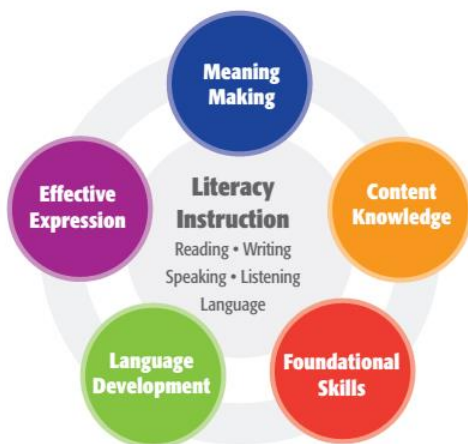 Meaning
Making
Effective
Expression
Literacy
Instruction
Reading • Writing
Speaking • Listening
Language
Content
Knowledge
Language
Development
Foundational
Skills